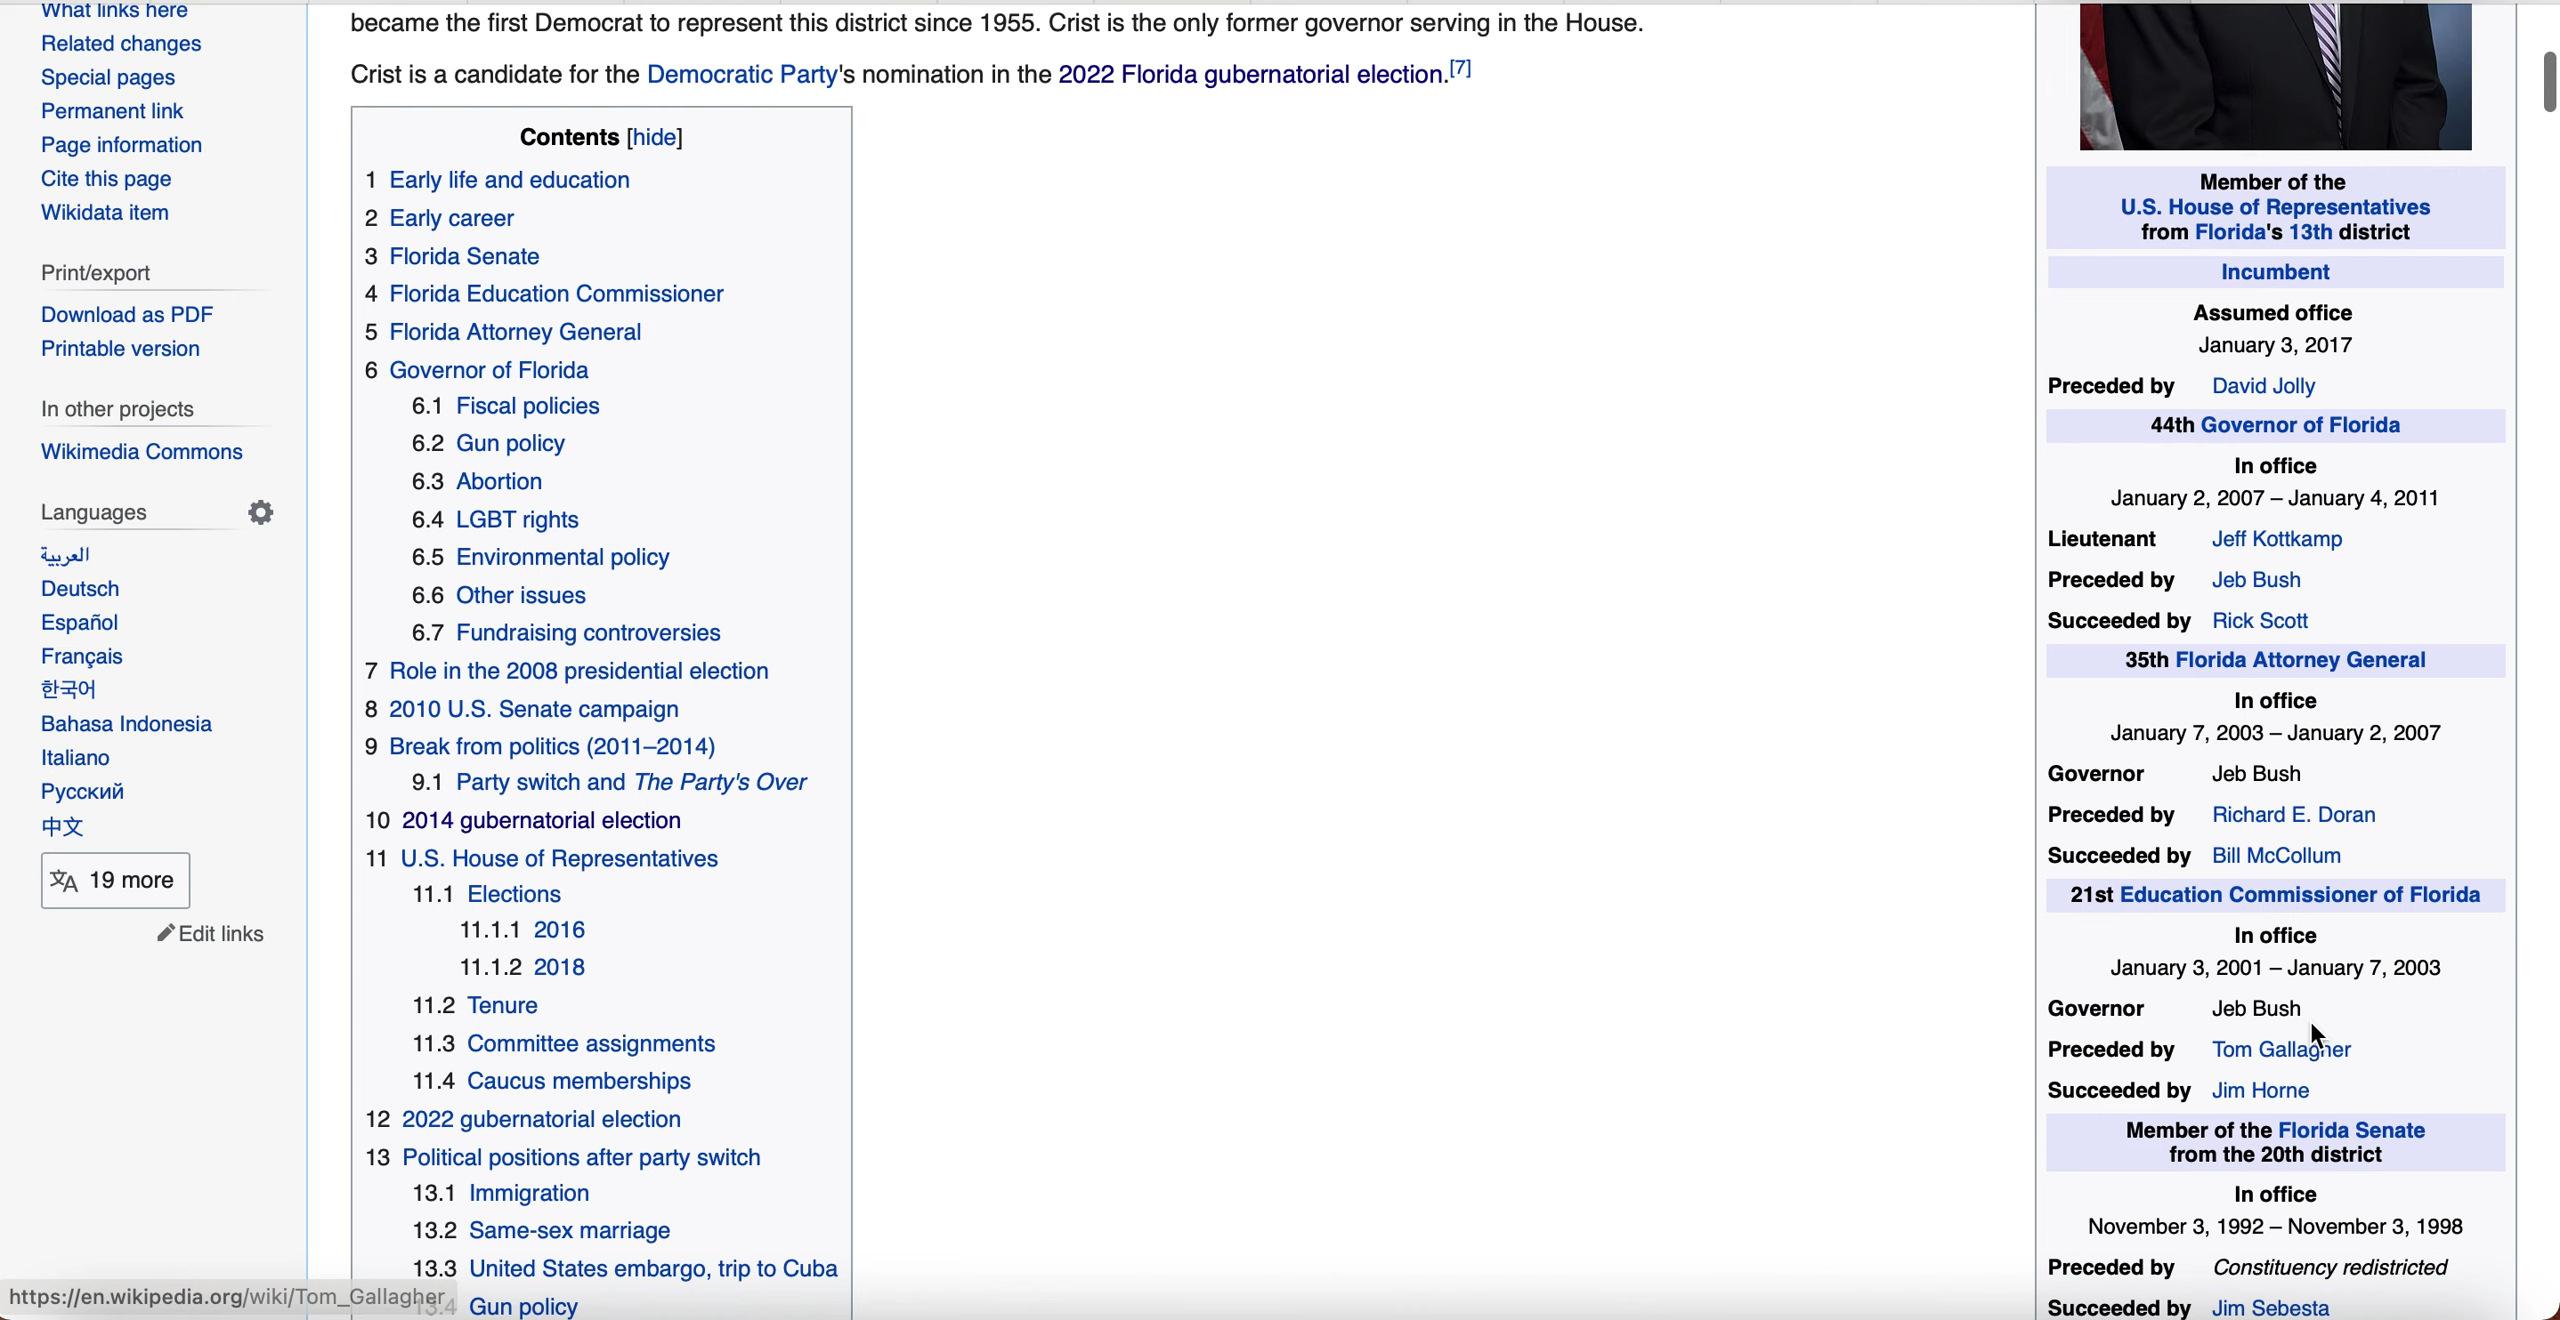 What links here
Related changes
Special pages
Permanent link
Page information
Cite this page
Wikidata item
Print/export
Download as PDF
Printable version
In other projects
Wikimedia Commons
Languages
العربية
Deutsch
Español
Français
한국어
Bahasa Indonesia
Italiano
Русский
中文
文A 19 more
Edit links
became the first Democrat to represent this district since 1955. Crist is the only former governor serving in the House.
Crist is a candidate for the Democratic Party's nomination in the 2022 Florida gubernatorial election.[7]
Contents [hide]
1 Early life and education
2 Early career
3 Florida Senate
4 Florida Education Commissioner
5 Florida Attorney General
6 Governor of Florida
6.1 Fiscal policies
6.2 Gun policy
6.3 Abortion
6.4 LGBT rights
6.5 Environmental policy
6.6 Other issues
6.7 Fundraising controversies
7 Role in the 2008 presidential election
8 2010 U.S. Senate campaign
9 Break from politics (2011–2014)
9.1 Party switch and The Party's Over
10 2014 gubernatorial election
11 U.S. House of Representatives
11.1 Elections
11.1.1 2016
11.1.2 2018
11.2 Tenure
11.3 Committee assignments
11.4 Caucus memberships
12 2022 gubernatorial election
13 Political positions after party switch
13.1 Immigration
13.2 Same-sex marriage
13.3 United States embargo, trip to Cuba
13.4 Gun policy
Member of the
U.S. House of Representatives
from Florida's 13th district
Incumbent
Assumed office
January 3, 2017
Preceded by David Jolly
44th Governor of Florida
In office
January 2, 2007 – January 4, 2011
Lieutenant Jeff Kottkamp
Preceded by Jeb Bush
Succeeded by Rick Scott
35th Florida Attorney General
In office
January 7, 2003 – January 2, 2007
Governor Jeb Bush
Preceded by Richard E. Doran
Succeeded by Bill McCollum
21st Education Commissioner of Florida
In office
January 3, 2001 – January 7, 2003
Governor Jeb Bush
Preceded by Tom Gallagher
Succeeded by Jim Horne
Member of the Florida Senate
from the 20th district
In office
November 3, 1992 – November 3, 1998
Preceded by Constituency redistricted
Succeeded by Jim Sebesta
https://en.wikipedia.org/wiki/Tom_Gallagher